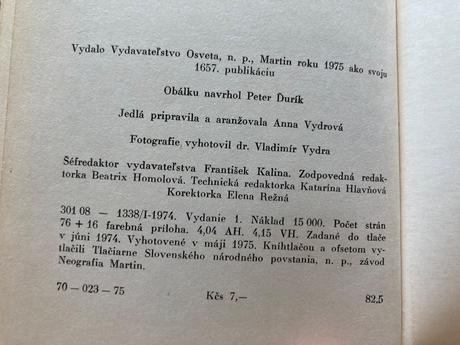 Vydalo Vydavateľstvo Osveta, n. p., Martin roku 1975 ako svoju
1657. publikáciu
Obálku navrhol Peter Ďurík
Jedlá pripravila a aranžovala Anna Vydrová
Fotografie vyhotovil dr. Vladimír Vydra
Šéfredaktor vydavateľstva František Kalina. Zodpovedná redak-
torka Beatrix Homolová. Technická redaktorka Katarína Hlavňová
Korektorka Elena Režná
301 08 — 1338/I-1974. Vydanie 1. Náklad 15 000. Počet strán
76 + 16 farebná príloha. 4,04 AH. 4,15 VH. Zadané do tlače
v júni 1974. Vyhotovené v máji 1975. Kníhtlačou a ofsetom vy-
tlačili Tlačiarne Slovenského národného povstania, n. p., závod
Neografia Martin.
70 — 023 — 75 Kčs 7,— 82.5